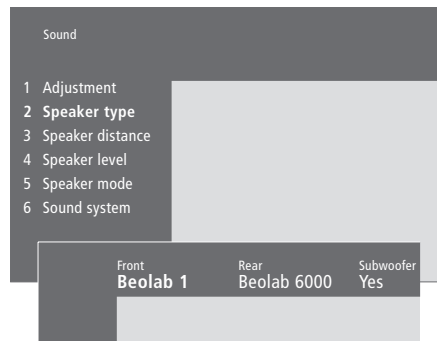 Sound
1 Adjustment
2 Speaker type
3 Speaker distance
4 Speaker level
5 Speaker mode
6 Sound system
Front Rear Subwoofer
Beolab 1 Beolab 6000 Yes